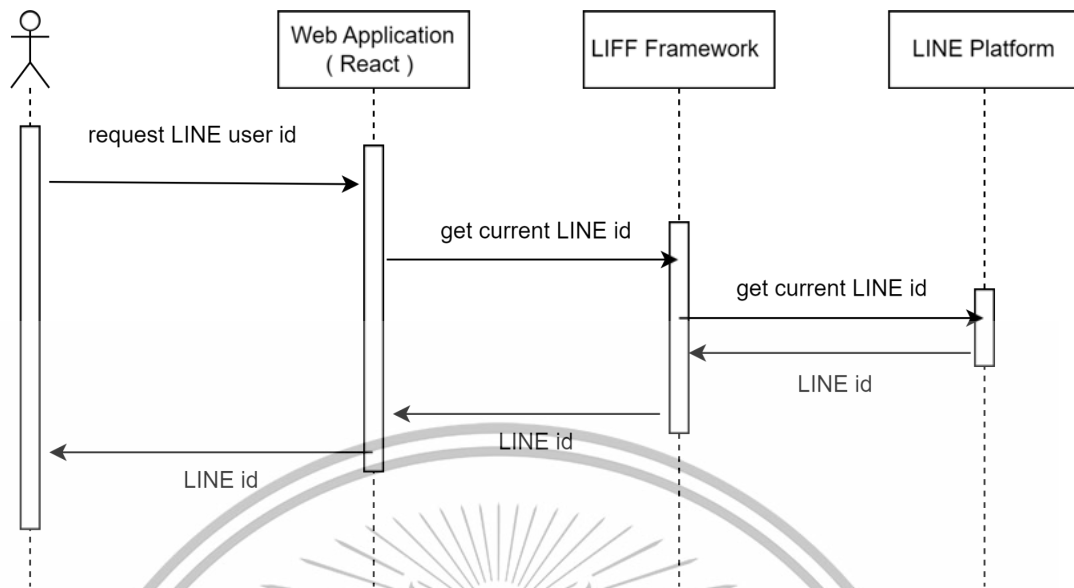 Web Application
( React )
LIFF Framework
LINE Platform
request LINE user id
get current LINE id
get current LINE id
LINE id
LINE id
LINE id